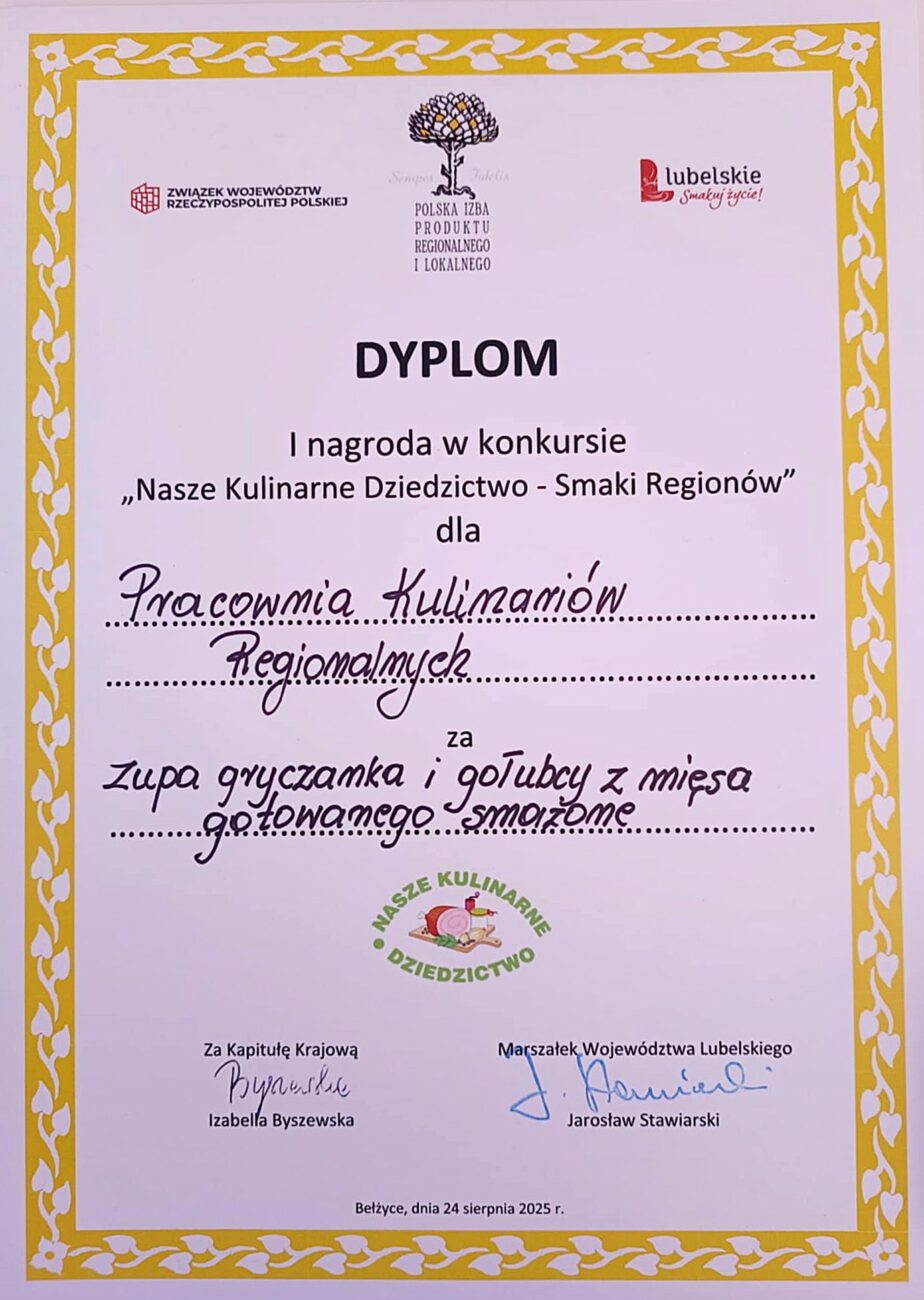 ZWIĄZEK WOJEWÓDZTW
RZECZYPOSPOLITEJ POLSKIEJ
Semper Fidelis
POLSKA IZBA
PRODUKTU
REGIONALNEGO
I LOKALNEGO
lubelskie
Smakuj życie!
DYPLOM
I nagroda w konkursie
„Nasze Kulinarne Dziedzictwo - Smaki Regionów”
dla
Pracownia Kulinariów
Regionalnych
za
zupa gryczanka i gołubcy z mięsa
gotowanego smażone
NASZE KULINARNE
DZIEDZICTWO
Za Kapitułę Krajową
Marszałek Województwa Lubelskiego
Byszewska
J. Stawiarski
Izabella Byszewska
Jarosław Stawiarski
Bełżyce, dnia 24 sierpnia 2025 r.